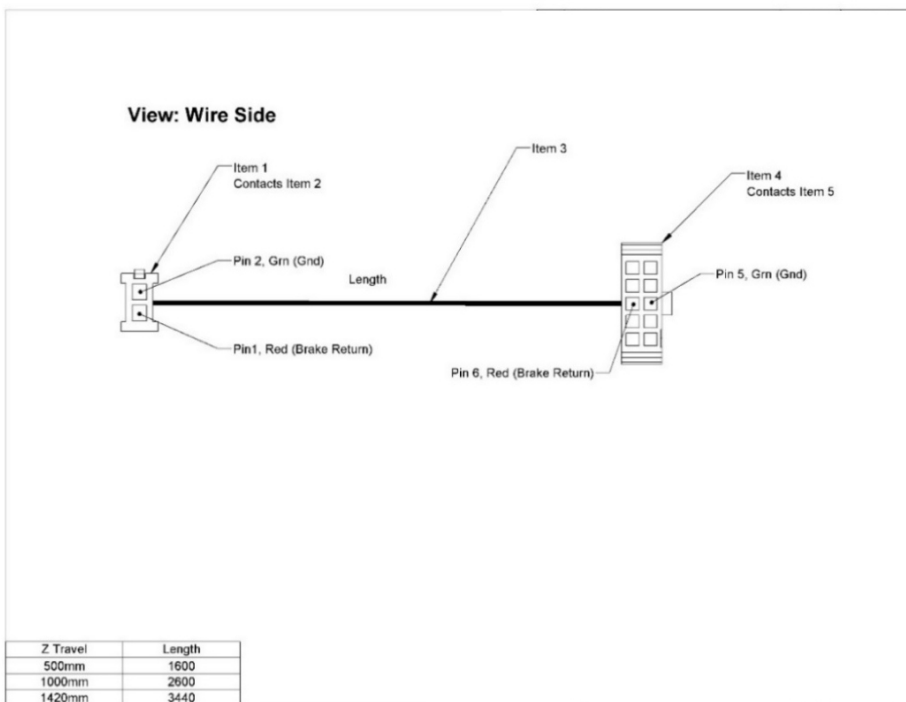 View: Wire Side
Item 3
Item 1
Contacts Item 2
Item 4
Contacts Item 5
Pin 2, Grn (Gnd)
Length
Pin 5, Grn (Gnd)
Pin1, Red (Brake Return)
Pin 6, Red (Brake Return)
Z Travel Length
500mm 1600
1000mm 2600
1420mm 3440